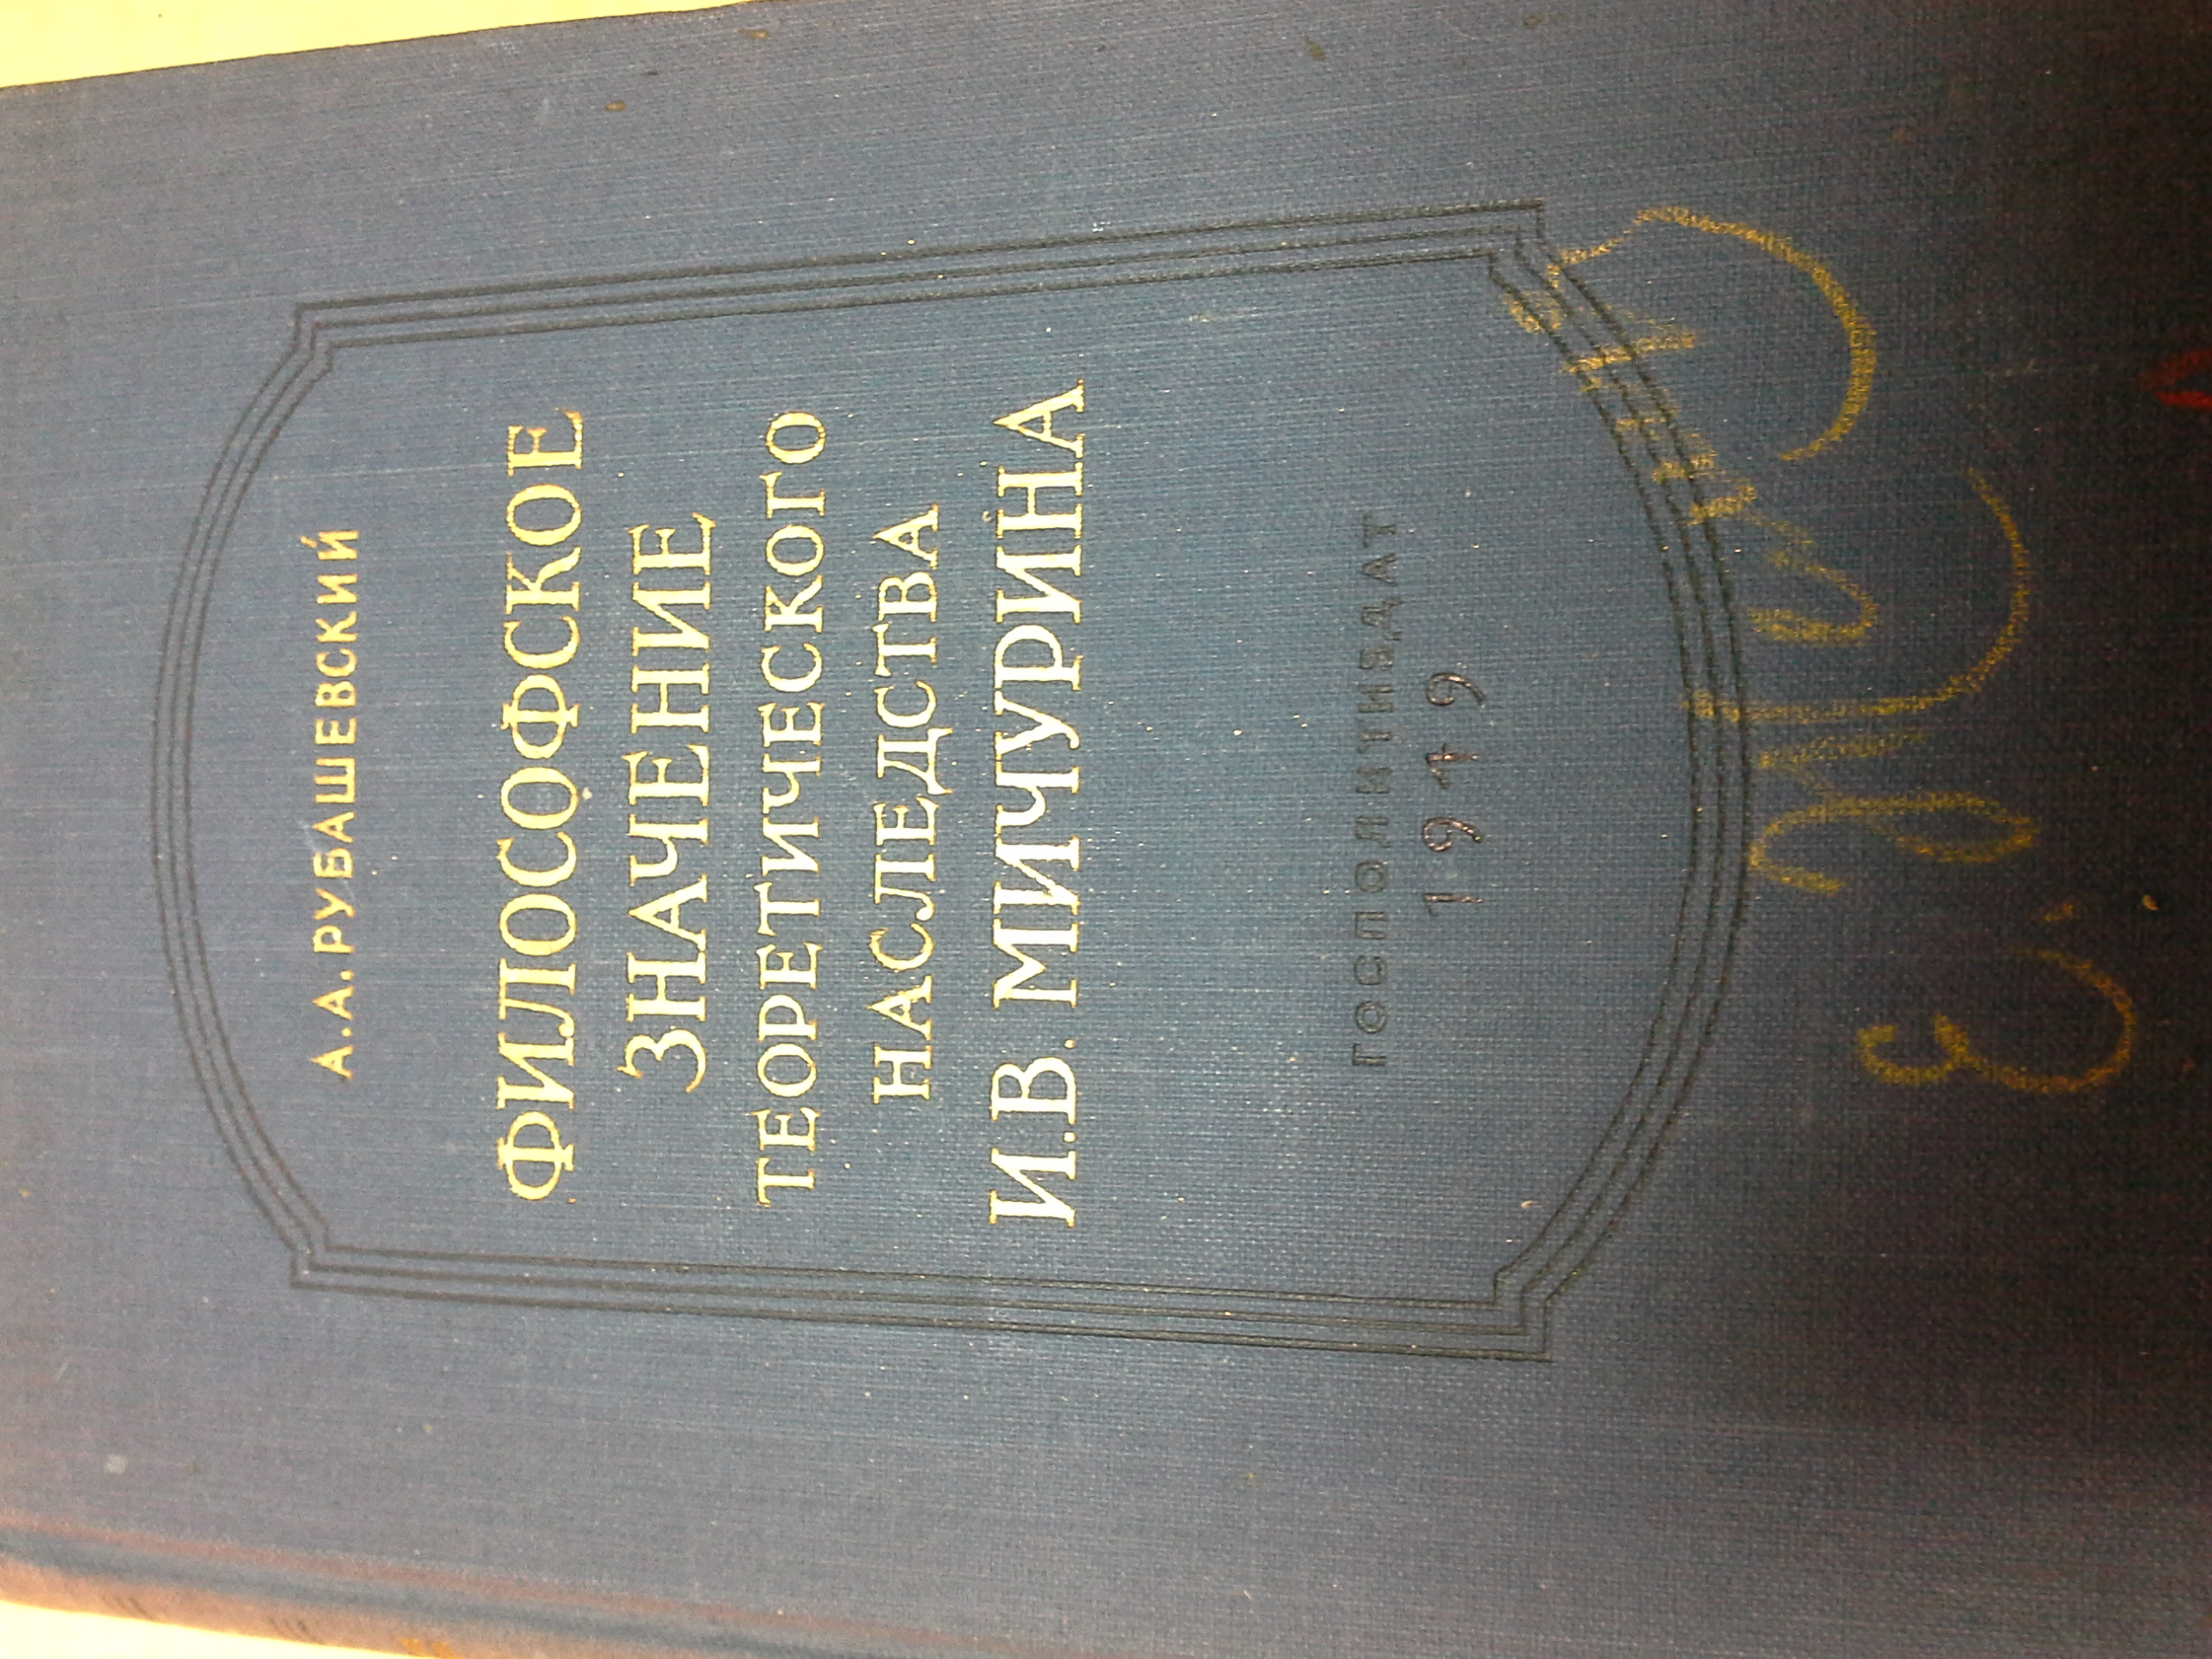 А.А.РУБАШЕВСКИЙ
ФИЛОСОФСКОЕ
ЗНАЧЕНИЕ
ТЕОРЕТИЧЕСКОГО
НАСЛЕДСТВА
И.В. МИЧУРИНА
ГОСПОЛИТИЗДАТ
1949